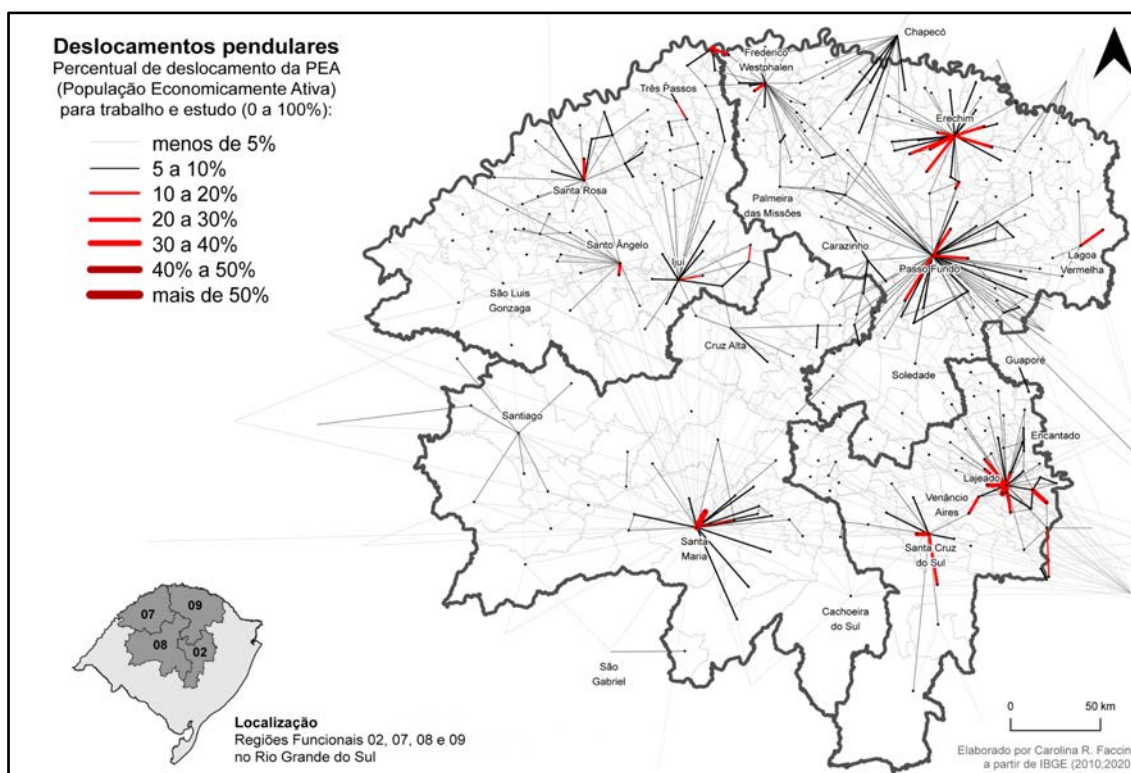 Deslocamentos pendulares
Percentual de deslocamento da PEA
(População Economicamente Ativa)
para trabalho e estudo (0 a 100%):
menos de 5%
5 a 10%
10 a 20%
20 a 30%
30 a 40%
40% a 50%
mais de 50%
Chapecó
Frederico
Westphalen
Três Passos
Erechim
Santa Rosa
Palmeira
das Missões
Santo Ângelo
Ijuí
Carazinho
Passo Fundo
Lagoa
Vermelha
São Luis
Gonzaga
Cruz Alta
Guaporé
Soledade
Santiago
Encantado
Lajeado
Venâncio
Aires
Santa
Maria
Santa Cruz
do Sul
Cachoeira
do Sul
São
Gabriel
07
09
08
02
Localização
Regiões Funcionais 02, 07, 08 e 09
no Rio Grande do Sul
0 50 km
Elaborado por Carolina R. Faccin
a partir de IBGE (2010;2020)